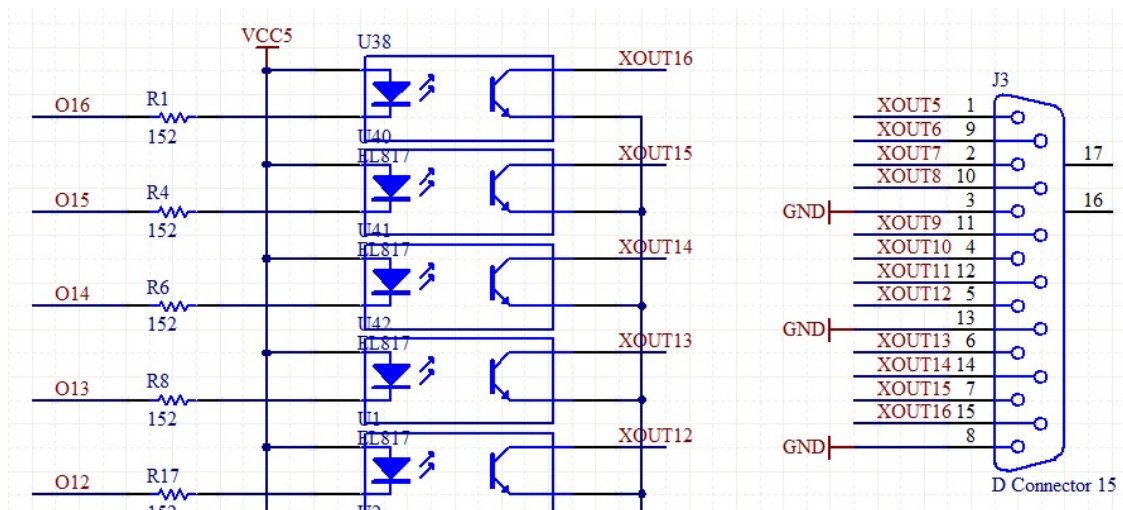 VCC5
U38
XOUT16
O16
R1
152
U40
EL817
XOUT15
O15
R4
152
U41
EL817
XOUT14
O14
R6
152
U42
EL817
XOUT13
O13
R8
152
U1
EL817
XOUT12
O12
R17
J3
XOUT5 1
XOUT6 9
XOUT7 2
17
XOUT8 10
16
GND 3
XOUT9 11
XOUT10 4
XOUT11 12
XOUT12 5
GND 13
XOUT13 6
XOUT14 14
XOUT15 7
XOUT16 15
GND 8
D Connector 15